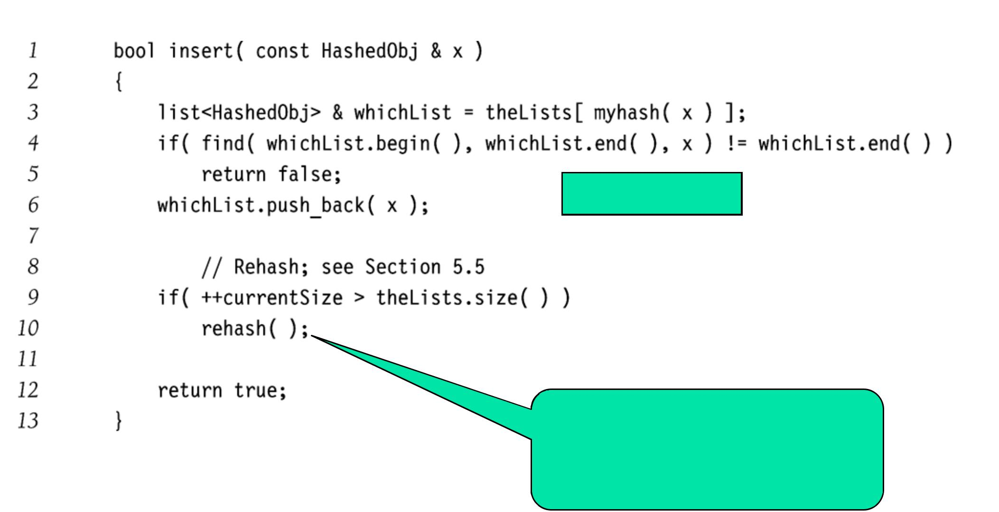 1 bool insert( const HashedObj & x )
2 {
3 list<HashedObj> & whichList = theLists[ myhash( x ) ];
4 if( find( whichList.begin( ), whichList.end( ), x ) != whichList.end( ) )
5 return false;
6 whichList.push_back( x );
7
8 // Rehash; see Section 5.5
9 if( ++currentSize > theLists.size( ) )
10 rehash( );
11
12 return true;
13 }